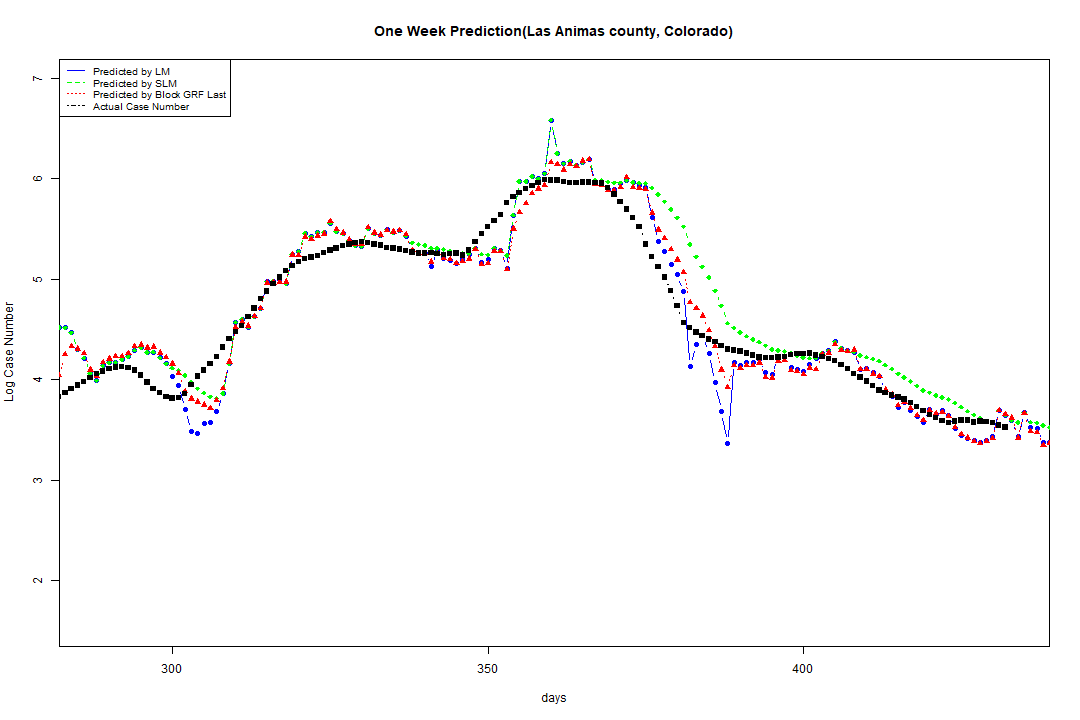 One Week Prediction(Las Animas county, Colorado)
Predicted by LM
Predicted by SLM
Predicted by Block GRF Last
Actual Case Number
7
6
5
4
3
2
Log Case Number
300
350
400
days